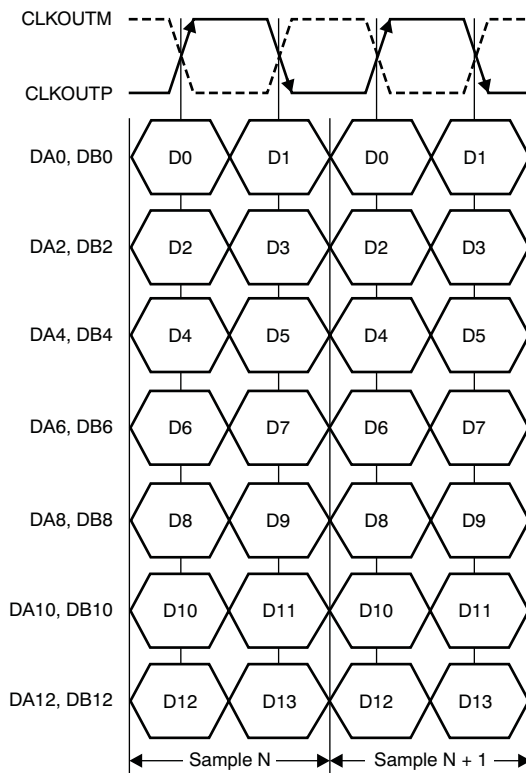 CLKOUTM
CLKOUTP
DA0, DB0 D0 D1 D0 D1
DA2, DB2 D2 D3 D2 D3
DA4, DB4 D4 D5 D4 D5
DA6, DB6 D6 D7 D6 D7
DA8, DB8 D8 D9 D8 D9
DA10, DB10 D10 D11 D10 D11
DA12, DB12 D12 D13 D12 D13
Sample N Sample N + 1